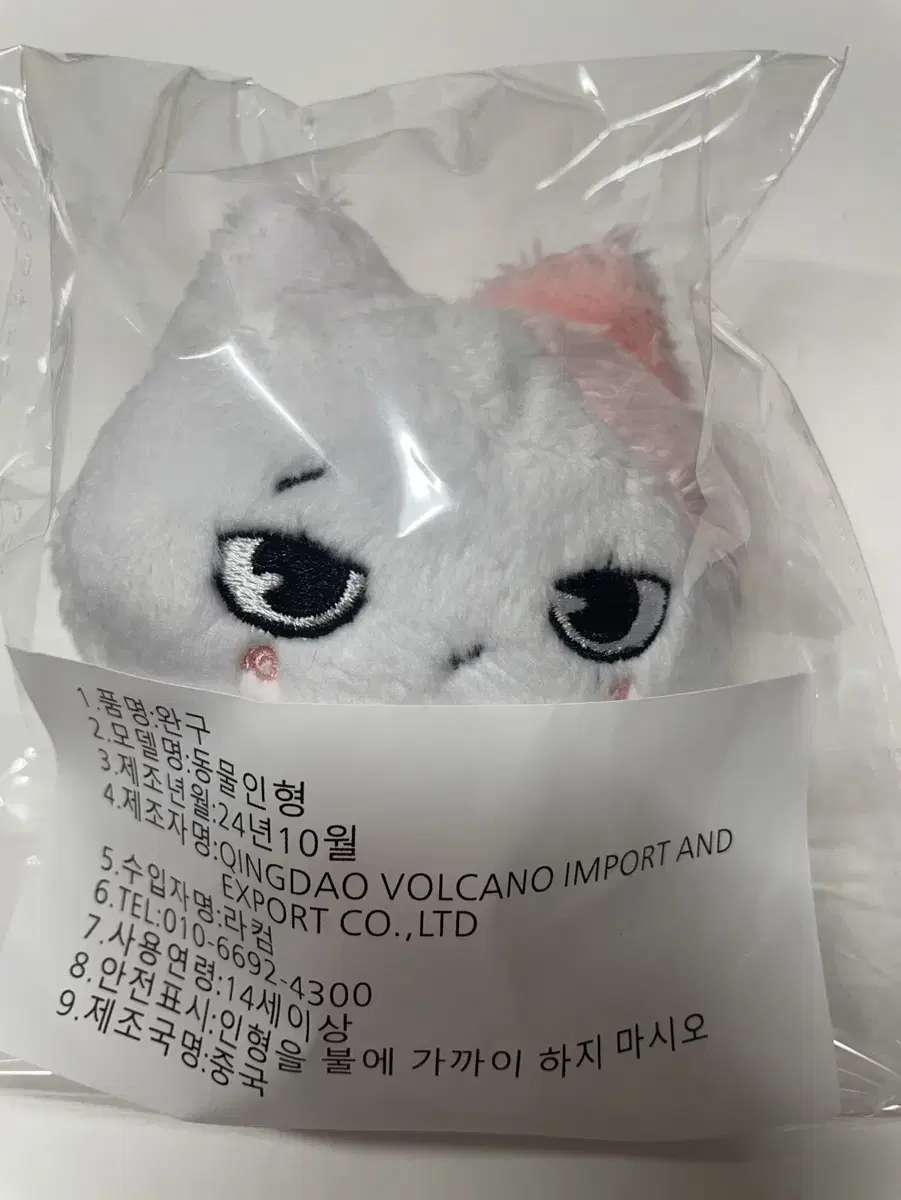 1.품명:완구
2.모델명:동물인형
3.제조년월:24년10월
4.제조자명:QINGDAO VOLCANO IMPORT AND
EXPORT CO.,LTD
5.수입자명:라컴
6.TEL:010-6692-4300
7.사용연령:14세이상
8.안전표시:인형을 불에 가까이 하지 마시오
9.제조국명:중국